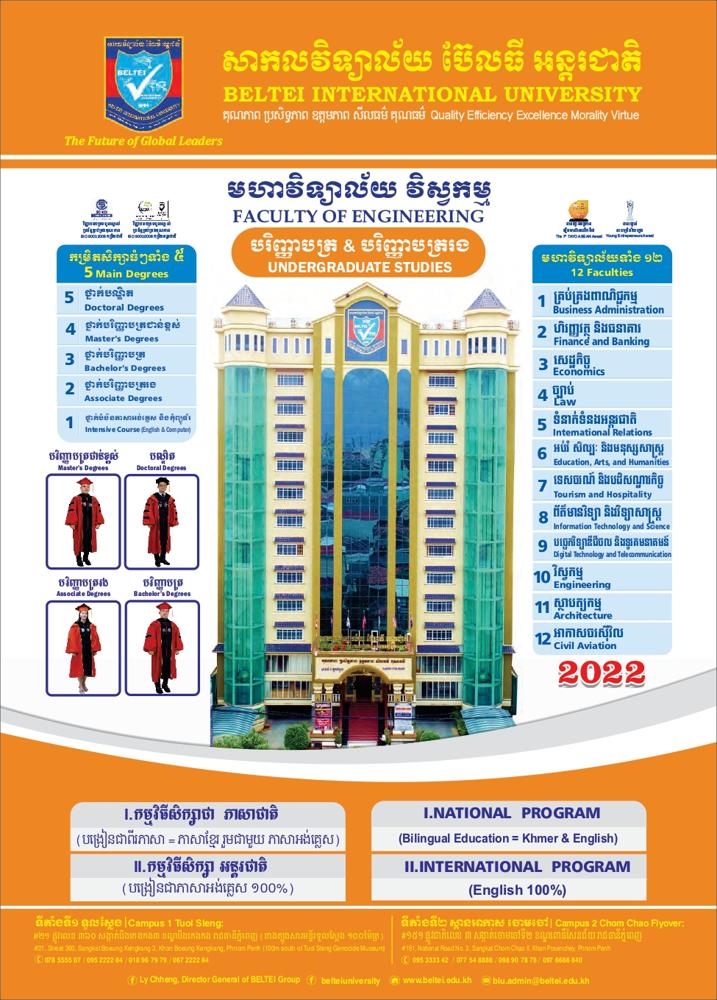 សាកលវិទ្យាល័យ ប៊ែលធី អន្តរជាតិ
BELTEI INTERNATIONAL UNIVERSITY
គុណភាព ប្រសិទ្ធភាព ឧត្តមភាព សីលធម៌ គុណធម៌ Quality Efficiency Excellence Morality Virtue
BELTEI
The Future of Global Leaders
មហាវិទ្យាល័យ វិស្វកម្ម
FACULTY OF ENGINEERING
បរិញ្ញាបត្រ & បរិញ្ញាបត្ររង
UNDERGRADUATE STUDIES
កម្រិតសិក្សាធំៗទាំង ៥
5 Main Degrees
5 ថ្នាក់បណ្ឌិត
Doctoral Degrees
4 ថ្នាក់បរិញ្ញាបត្រជាន់ខ្ពស់
Master's Degrees
3 ថ្នាក់បរិញ្ញាបត្រ
Bachelor's Degrees
2 ថ្នាក់បរិញ្ញាបត្ររង
Associate Degrees
1
Intensive Course (English & Computer)
បរិញ្ញាបត្រជាន់ខ្ពស់
Master's Degrees
បណ្ឌិត
Doctoral Degrees
បរិញ្ញាបត្ររង
Associate Degrees
បរិញ្ញាបត្រ
Bachelor's Degrees
មហាវិទ្យាល័យទាំង ១២
12 Faculties
1 គ្រប់គ្រងពាណិជ្ជកម្ម
Business Administration
2 ហិរញ្ញវត្ថុ និងធនាគារ
Finance and Banking
3 សេដ្ឋកិច្ច
Economics
4 ច្បាប់
Law
5 ទំនាក់ទំនងអន្តរជាតិ
International Relations
6 អប់រំ សិល្បៈ និងមនុស្សសាស្ត្រ
Education, Arts, and Humanities
7 ទេសចរណ៍ និងបដិសណ្ឋារកិច្ច
Tourism and Hospitality
8 ព័ត៌មានវិទ្យា និងវិទ្យាសាស្ត្រ
Information Technology and Science
9 បច្ចេកវិទ្យាឌីជីថល និងទូរគមនាគមន៍
Digital Technology and Telecommunication
10 វិស្វកម្ម
Engineering
11 ស្ថាបត្យកម្ម
Architecture
12 អាកាសចរស៊ីវិល
Civil Aviation
2022
I.កម្មវិធីសិក្សាជា ភាសាជាតិ
(បង្រៀនជាពីរភាសា = ភាសាខ្មែរ រួមជាមួយ ភាសាអង់គ្លេស)
II.កម្មវិធីសិក្សា អន្តរជាតិ
(បង្រៀនជាភាសាអង់គ្លេស ១០០%)
I.NATIONAL PROGRAM
(Bilingual Education = Khmer & English)
II.INTERNATIONAL PROGRAM
(English 100%)
ទីតាំងទី១ ទួលស្លែង | Campus 1 Tuol Sleng:
#21, Street 360, Sangkat Boeung Kengkang 3, Khan Boeung Kengkang, Phnom Penh (100m south of Tuol Sleng Genocide Museum)
078 5555 07 / 095 2222 84 / 018 96 79 79 / 067 2222 84
ទីតាំងទី២ ស្ពានអាកាស ចោមចៅ | Campus 2 Chom Chao Flyover:
#151, National Road No. 3, Sangkat Chom Chao II, Khan Pousenchey, Phnom Penh
095 3333 42 / 077 54 8888 / 098 90 78 78 / 097 6666 840
Ly Chheng, Director General of BELTEI Group
belteiuniversity
www.beltei.edu.kh
biu.admin@beltei.edu.kh